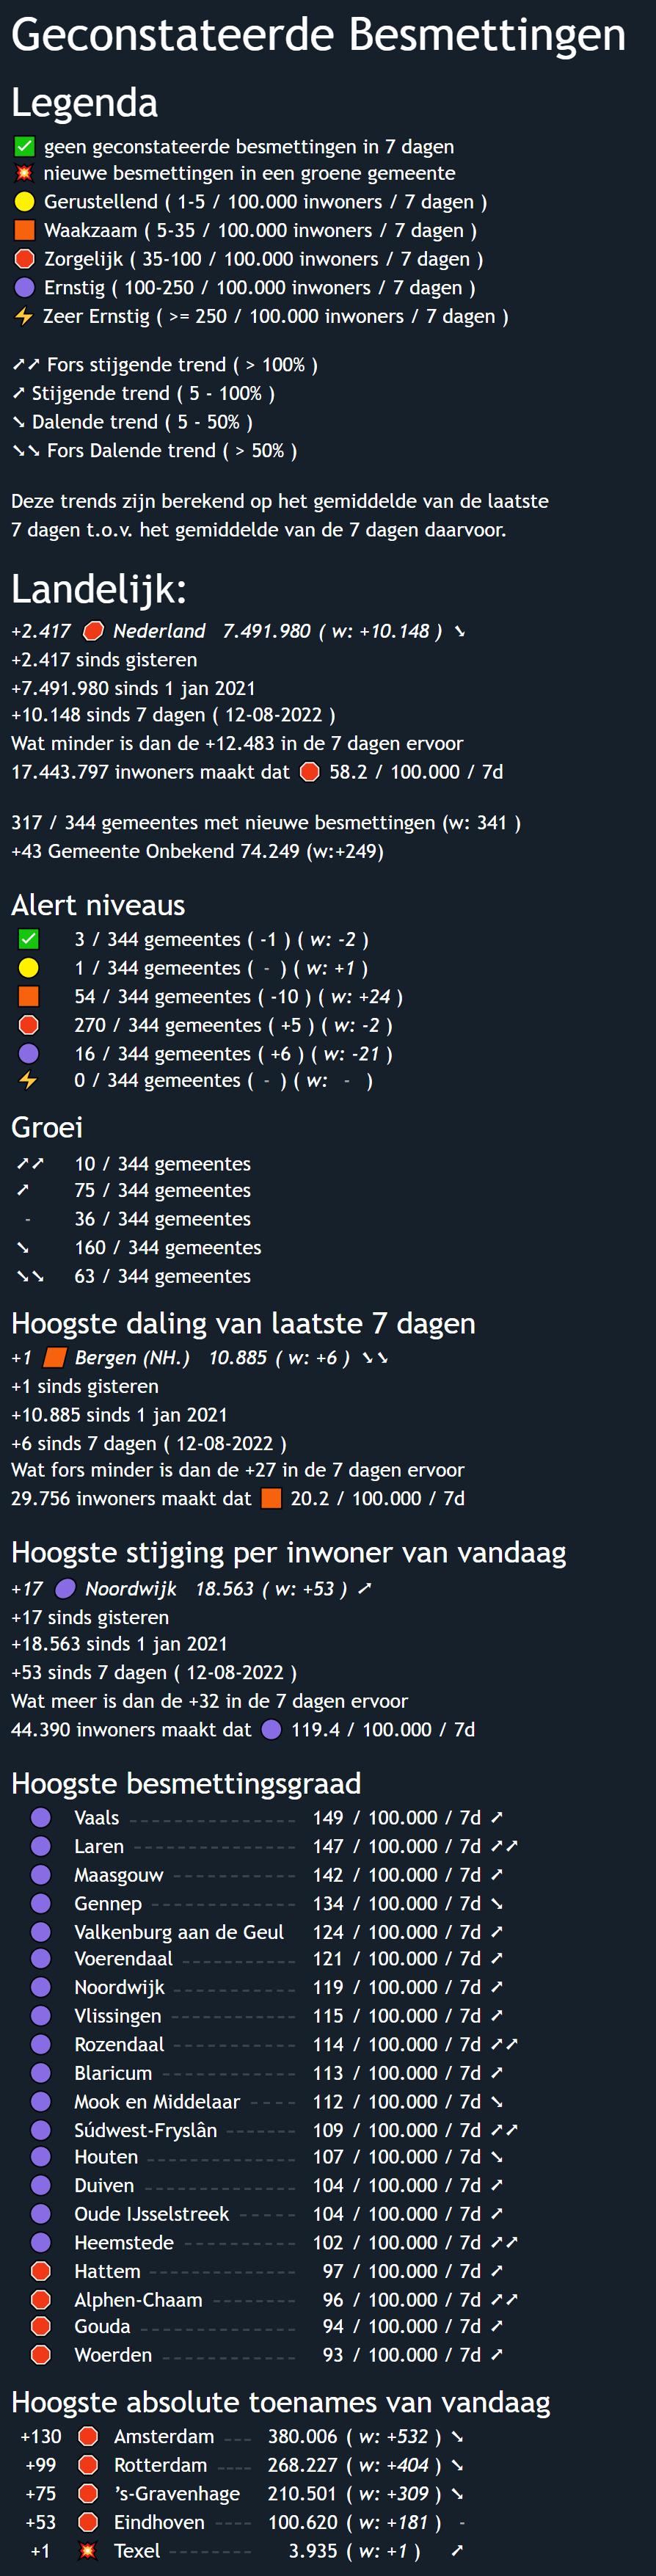 Geconstateerde Besmettingen
Legenda
✅ geen geconstateerde besmettingen in 7 dagen
💥 nieuwe besmettingen in een groene gemeente
🟡 Gerustellend ( 1-5 / 100.000 inwoners / 7 dagen )
🟧 Waakzaam ( 5-35 / 100.000 inwoners / 7 dagen )
🛑 Zorgelijk ( 35-100 / 100.000 inwoners / 7 dagen )
🟣 Ernstig ( 100-250 / 100.000 inwoners / 7 dagen )
⚡ Zeer Ernstig ( >= 250 / 100.000 inwoners / 7 dagen )
➚➚ Fors stijgende trend ( > 100% )
➚ Stijgende trend ( 5 - 100% )
➘ Dalende trend ( 5 - 50% )
➘➘ Fors Dalende trend ( > 50% )
Deze trends zijn berekend op het gemiddelde van de laatste
7 dagen t.o.v. het gemiddelde van de 7 dagen daarvoor.
Landelijk:
+2.417 🛑 Nederland 7.491.980 ( w: +10.148 ) ➘
+2.417 sinds gisteren
+7.491.980 sinds 1 jan 2021
+10.148 sinds 7 dagen ( 12-08-2022 )
Wat minder is dan de +12.483 in de 7 dagen ervoor
17.443.797 inwoners maakt dat 🛑 58.2 / 100.000 / 7d
317 / 344 gemeentes met nieuwe besmettingen (w: 341 )
+43 Gemeente Onbekend 74.249 (w:+249)
Alert niveaus
✅ 3 / 344 gemeentes ( -1 ) ( w: -2 )
🟡 1 / 344 gemeentes ( - ) ( w: +1 )
🟧 54 / 344 gemeentes ( -10 ) ( w: +24 )
🛑 270 / 344 gemeentes ( +5 ) ( w: -2 )
🟣 16 / 344 gemeentes ( +6 ) ( w: -21 )
⚡ 0 / 344 gemeentes ( - ) ( w: - )
Groei
➚➚ 10 / 344 gemeentes
➚ 75 / 344 gemeentes
- 36 / 344 gemeentes
➘ 160 / 344 gemeentes
➘➘ 63 / 344 gemeentes
Hoogste daling van laatste 7 dagen
+1 🟧 Bergen (NH.) 10.885 ( w: +6 ) ➘➘
+1 sinds gisteren
+10.885 sinds 1 jan 2021
+6 sinds 7 dagen ( 12-08-2022 )
Wat fors minder is dan de +27 in de 7 dagen ervoor
29.756 inwoners maakt dat 🟧 20.2 / 100.000 / 7d
Hoogste stijging per inwoner van vandaag
+17 🟣 Noordwijk 18.563 ( w: +53 ) ➚
+17 sinds gisteren
+18.563 sinds 1 jan 2021
+53 sinds 7 dagen ( 12-08-2022 )
Wat meer is dan de +32 in de 7 dagen ervoor
44.390 inwoners maakt dat 🟣 119.4 / 100.000 / 7d
Hoogste besmettingsgraad
🟣 Vaals ---------------- 149 / 100.000 / 7d ➚
🟣 Laren ---------------- 147 / 100.000 / 7d ➚➚
🟣 Maasgouw ------------ 142 / 100.000 / 7d ➚
🟣 Gennep -------------- 134 / 100.000 / 7d ➘
🟣 Valkenburg aan de Geul 124 / 100.000 / 7d ➚
🟣 Voerendaal ----------- 121 / 100.000 / 7d ➚
🟣 Noordwijk ------------ 119 / 100.000 / 7d ➚
🟣 Vlissingen ------------ 115 / 100.000 / 7d ➚
🟣 Rozendaal ------------ 114 / 100.000 / 7d ➚➚
🟣 Blaricum ------------- 113 / 100.000 / 7d ➚
🟣 Mook en Middelaar ---- 112 / 100.000 / 7d ➘
🟣 Súdwest-Fryslân ------- 109 / 100.000 / 7d ➚➚
🟣 Houten -------------- 107 / 100.000 / 7d ➘
🟣 Duiven --------------- 104 / 100.000 / 7d ➚
🟣 Oude IJsselstreek ----- 104 / 100.000 / 7d ➚
🟣 Heemstede ----------- 102 / 100.000 / 7d ➚➚
🛑 Hattem -------------- 97 / 100.000 / 7d ➚
🛑 Alphen-Chaam -------- 96 / 100.000 / 7d ➚➚
🛑 Gouda --------------- 94 / 100.000 / 7d ➚
🛑 Woerden ------------- 93 / 100.000 / 7d ➚
Hoogste absolute toenames van vandaag
+130 🛑 Amsterdam --- 380.006 ( w: +532 ) ➘
+99 🛑 Rotterdam ---- 268.227 ( w: +404 ) ➘
+75 🛑 ’s-Gravenhage 210.501 ( w: +309 ) ➘
+53 🛑 Eindhoven ---- 100.620 ( w: +181 ) -
+1 💥 Texel -------- 3.935 ( w: +1 ) ➚